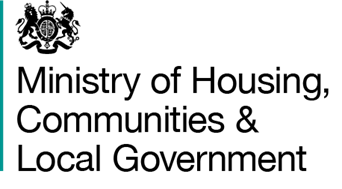 Ministry of Housing,
Communities &
Local Government